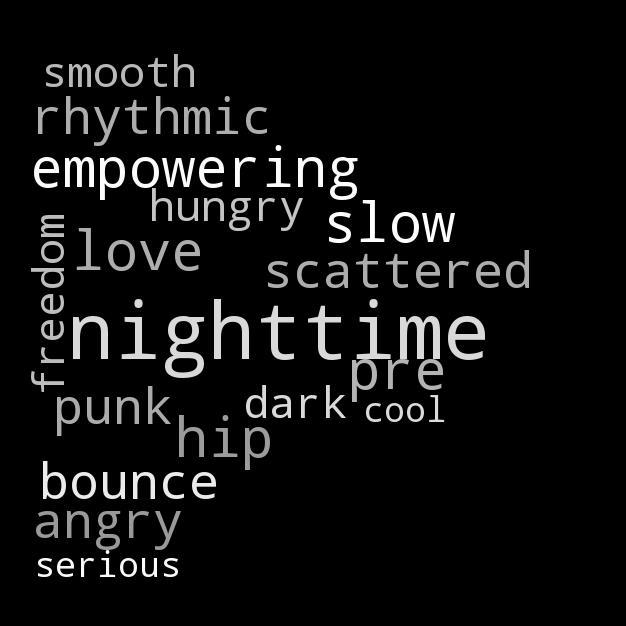 smooth
rhythmic
empowering
hungry
slow
freedom
love
scattered
nighttime
pre
punk
dark
cool
hip
bounce
angry
serious